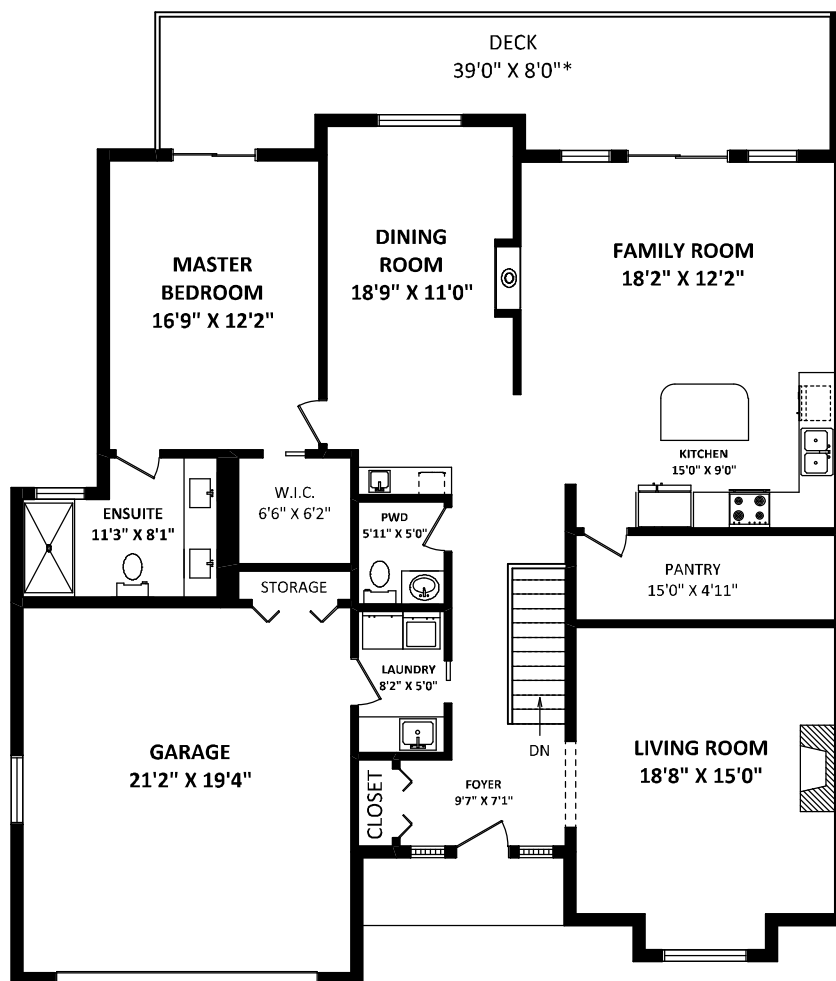 DECK
39'0" X 8'0"*
DINING
ROOM
18'9" X 11'0"
FAMILY ROOM
18'2" X 12'2"
MASTER
BEDROOM
16'9" X 12'2"
KITCHEN
15'0" X 9'0"
W.I.C.
6'6" X 6'2"
ENSUITE
11'3" X 8'1"
PWD
5'11" X 5'0"
PANTRY
15'0" X 4'11"
STORAGE
LAUNDRY
8'2" X 5'0"
GARAGE
21'2" X 19'4"
DN
LIVING ROOM
18'8" X 15'0"
CLOSET
FOYER
9'7" X 7'1"